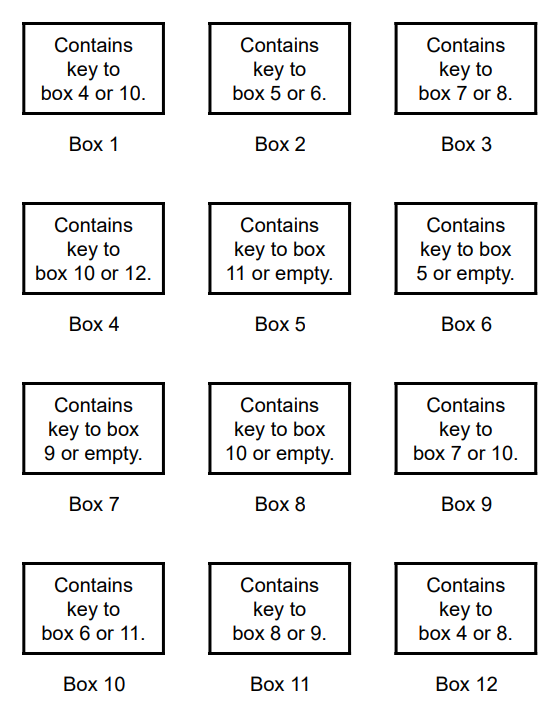 Contains
key to
box 4 or 10.
Box 1
Contains
key to
box 5 or 6.
Box 2
Contains
key to
box 7 or 8.
Box 3
Contains
key to
box 10 or 12.
Box 4
Contains
key to box
11 or empty.
Box 5
Contains
key to box
5 or empty.
Box 6
Contains
key to box
9 or empty.
Box 7
Contains
key to box
10 or empty.
Box 8
Contains
key to
box 7 or 10.
Box 9
Contains
key to
box 6 or 11.
Box 10
Contains
key to
box 8 or 9.
Box 11
Contains
key to
box 4 or 8.
Box 12